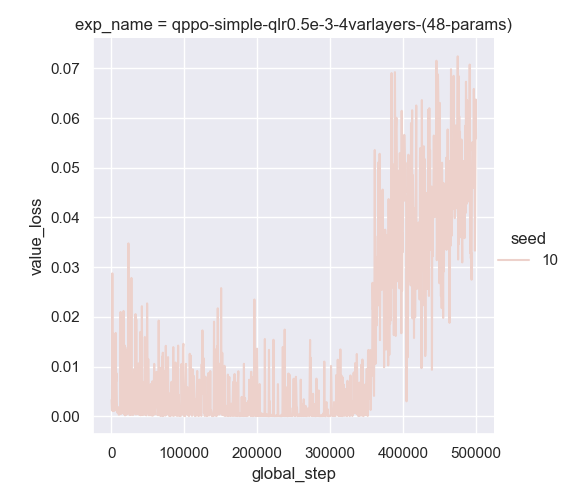 exp_name = qppo-simple-qlr0.5e-3-4varlayers-(48-params)
0.07
0.06
0.05
0.04
0.03
0.02
0.01
0.00
value_loss
0 100000 200000 300000 400000 500000
global_step
seed
10